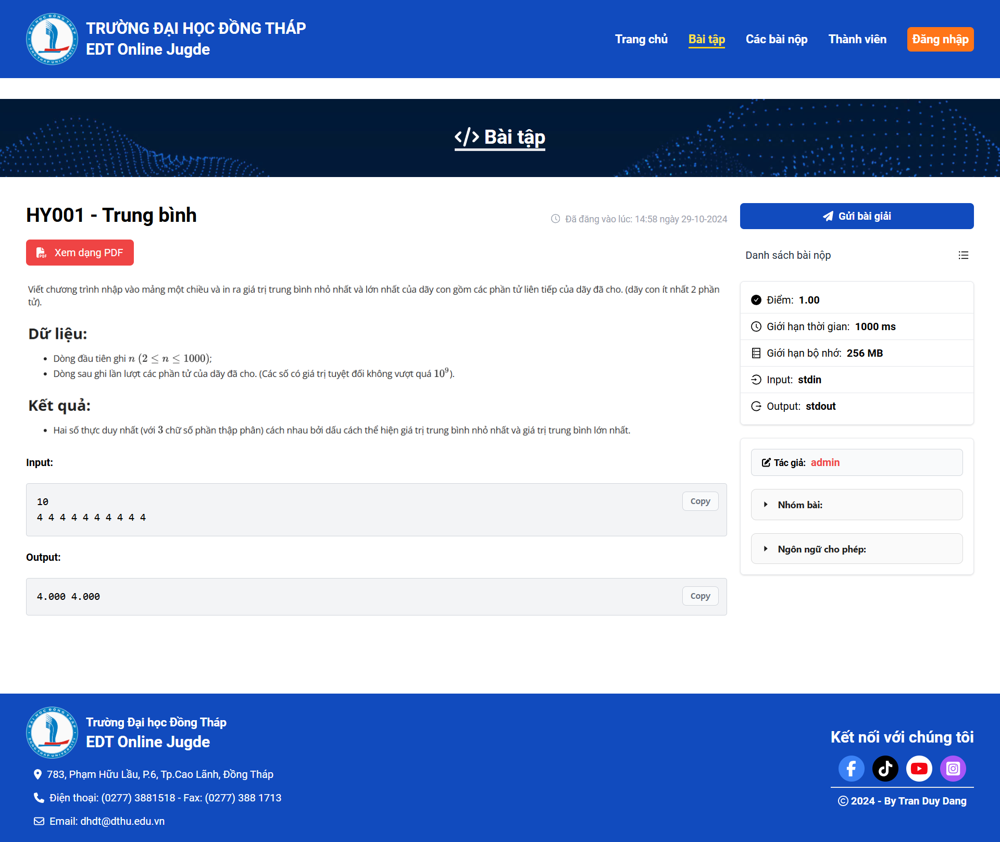 TRƯỜNG ĐẠI HỌC ĐỒNG THÁP
EDT Online Jugde
Trang chủ
Bài tập
Các bài nộp
Thành viên
Đăng nhập
Bài tập
HY001 - Trung bình
Đã đăng vào lúc: 14:58 ngày 29-10-2024
Xem dạng PDF
Viết chương trình nhập vào mảng một chiều và in ra giá trị trung bình nhỏ nhất và lớn nhất của dãy con gồm các phần tử liên tiếp của dãy đã cho. (dãy con ít nhất 2 phần
tử).
Dữ liệu:
• Dòng đầu tiên ghi n (2 ≤ n ≤ 1000);
• Dòng sau ghi lần lượt các phần tử của dãy đã cho. (Các số có giá trị tuyệt đối không vượt quá 10⁹).
Kết quả:
• Hai số thực duy nhất (với 3 chữ số phần thập phân) cách nhau bởi dấu cách thể hiện giá trị trung bình nhỏ nhất và giá trị trung bình lớn nhất.
Input:
10
4 4 4 4 4 4 4 4 4 4
Copy
Output:
4.000 4.000
Copy
Gửi bài giải
Danh sách bài nộp
Điểm: 1.00
Giới hạn thời gian: 1000 ms
Giới hạn bộ nhớ: 256 MB
Input: stdin
Output: stdout
Tác giả: admin
Nhóm bài:
Ngôn ngữ cho phép:
Trường Đại học Đồng Tháp
EDT Online Jugde
783, Phạm Hữu Lầu, P.6, Tp.Cao Lãnh, Đồng Tháp
Điện thoại: (0277) 3881518 - Fax: (0277) 388 1713
Email: dhdt@dthu.edu.vn
Kết nối với chúng tôi
© 2024 - By Tran Duy Dang